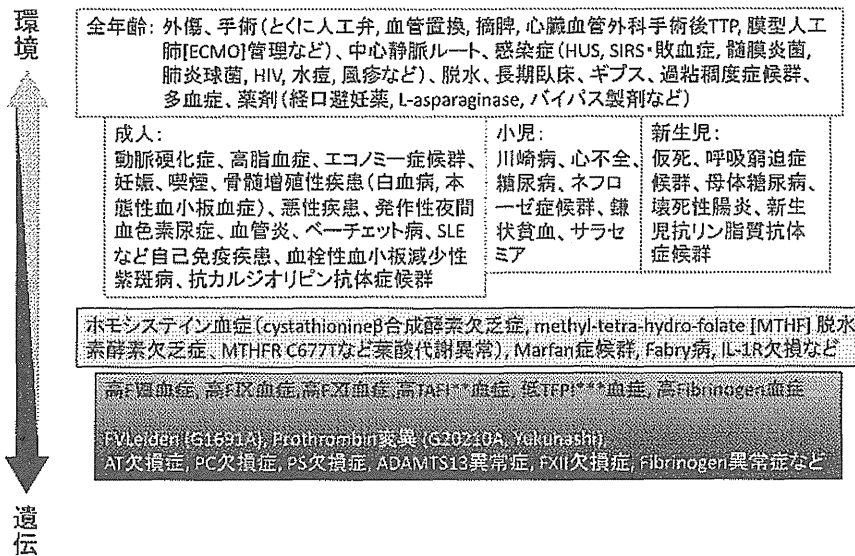 環境
全年齢：外傷、手術（とくに人工弁，血管置換，摘脾，心臓血管外科手術後TTP，膜型人工
肺[ECMO]管理など）、中心静脈ルート、感染症（HUS, SIRS・敗血症，髄膜炎菌，
肺炎球菌，HIV，水痘，風疹など）、脱水、長期臥床、ギプス、過粘稠度症候群、
多血症、薬剤（経口避妊薬，L-asparaginase，バイパス製剤など）
成人：
動脈硬化症、高脂血症、エコノミー症候群、
妊娠、喫煙、骨髄増殖性疾患（白血病，本
態性血小板血症）、悪性疾患、発作性夜間
血色素尿症、血管炎、ベーチェット病、SLE
など自己免疫疾患、血栓性血小板減少性
紫斑病、抗カルジオリピン抗体症候群
小児：
川崎病、心不全、
糖尿病、ネフロ
ーゼ症候群、鎌
状貧血、サラセ
ミア
新生児：
仮死、呼吸窮迫症
候群、母体糖尿病、
壊死性腸炎、新生
児抗リン脂質抗体
症候群
ホモシステイン血症（cystathionineβ合成酵素欠乏症，methyl-tetra-hydro-folate [MTHF] 脱水
素酵素欠乏症、MTHFR C677Tなど葉酸代謝異常），Marfan症候群，Fabry病，IL-1R欠損など
高FVIII血症，高FIX血症，高FXI血症，高TAFI**血症，低TFPI***血症，高Fibrinogen血症
FVLeiden (G1691A), Prothrombin変異 (G20210A, Yukuhashi),
AT欠損症，PC欠損症，PS欠損症，ADAMTS13異常症，FXII欠損症，Fibrinogen異常症など
遺伝